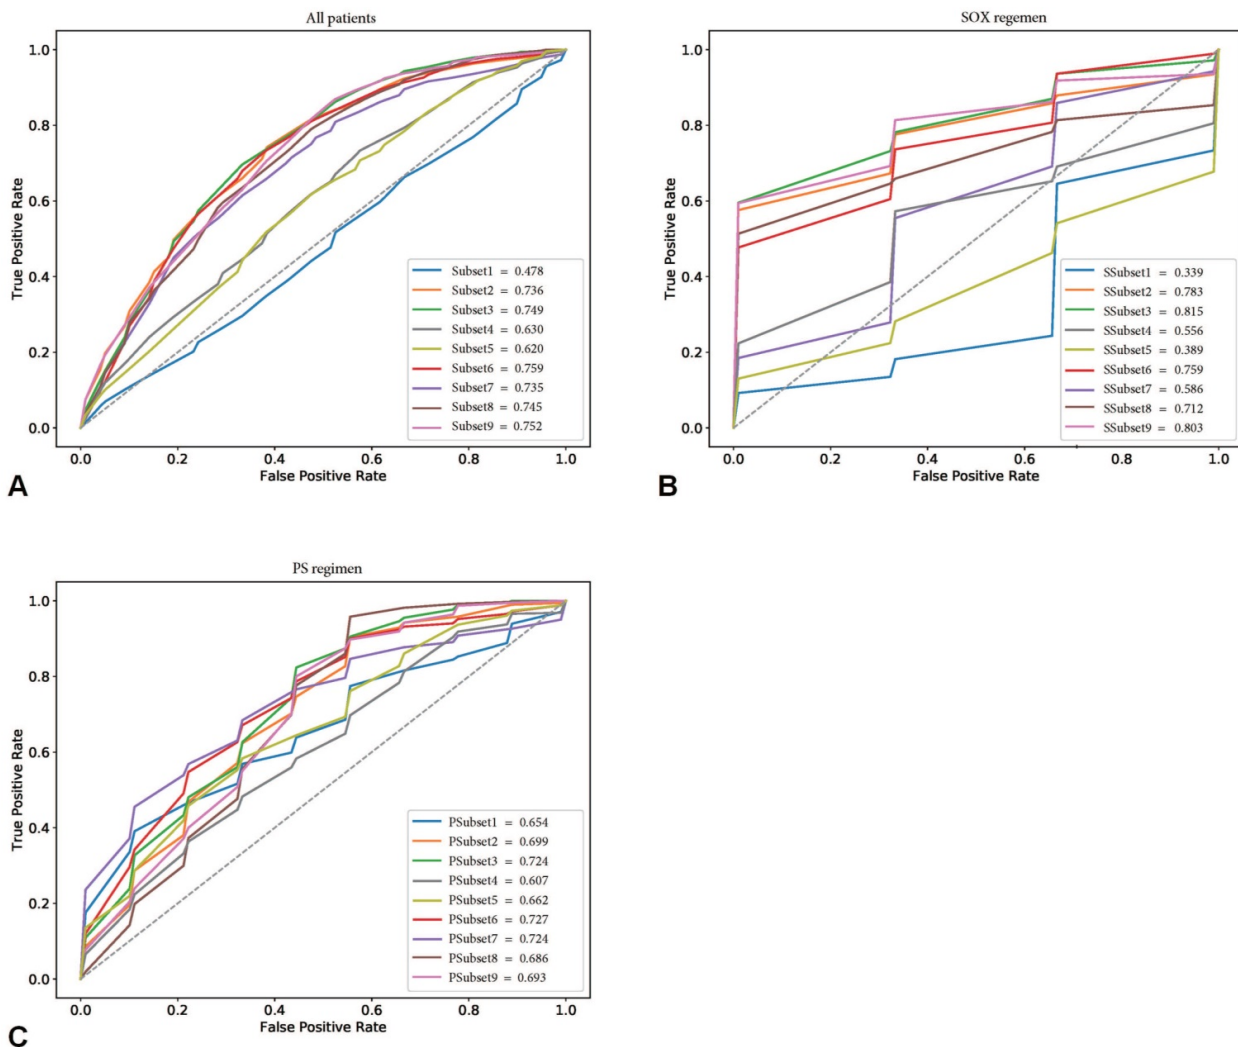 All patients
1.0
0.8
0.6
0.4
0.2
0.0
True Positive Rate
Subset1 = 0.478
Subset2 = 0.736
Subset3 = 0.749
Subset4 = 0.630
Subset5 = 0.620
Subset6 = 0.759
Subset7 = 0.735
Subset8 = 0.745
Subset9 = 0.752
0.0 0.2 0.4 0.6 0.8 1.0
False Positive Rate
A
SOX regemen
1.0
0.8
0.6
0.4
0.2
0.0
True Positive Rate
SSubset1 = 0.339
SSubset2 = 0.783
SSubset3 = 0.815
SSubset4 = 0.556
SSubset5 = 0.389
SSubset6 = 0.759
SSubset7 = 0.586
SSubset8 = 0.712
SSubset9 = 0.803
0.0 0.2 0.4 0.6 0.8 1.0
False Positive Rate
B
PS regimen
1.0
0.8
0.6
0.4
0.2
0.0
True Positive Rate
PSubset1 = 0.654
PSubset2 = 0.699
PSubset3 = 0.724
PSubset4 = 0.607
PSubset5 = 0.662
PSubset6 = 0.727
PSubset7 = 0.724
PSubset8 = 0.686
PSubset9 = 0.693
0.0 0.2 0.4 0.6 0.8 1.0
False Positive Rate
C